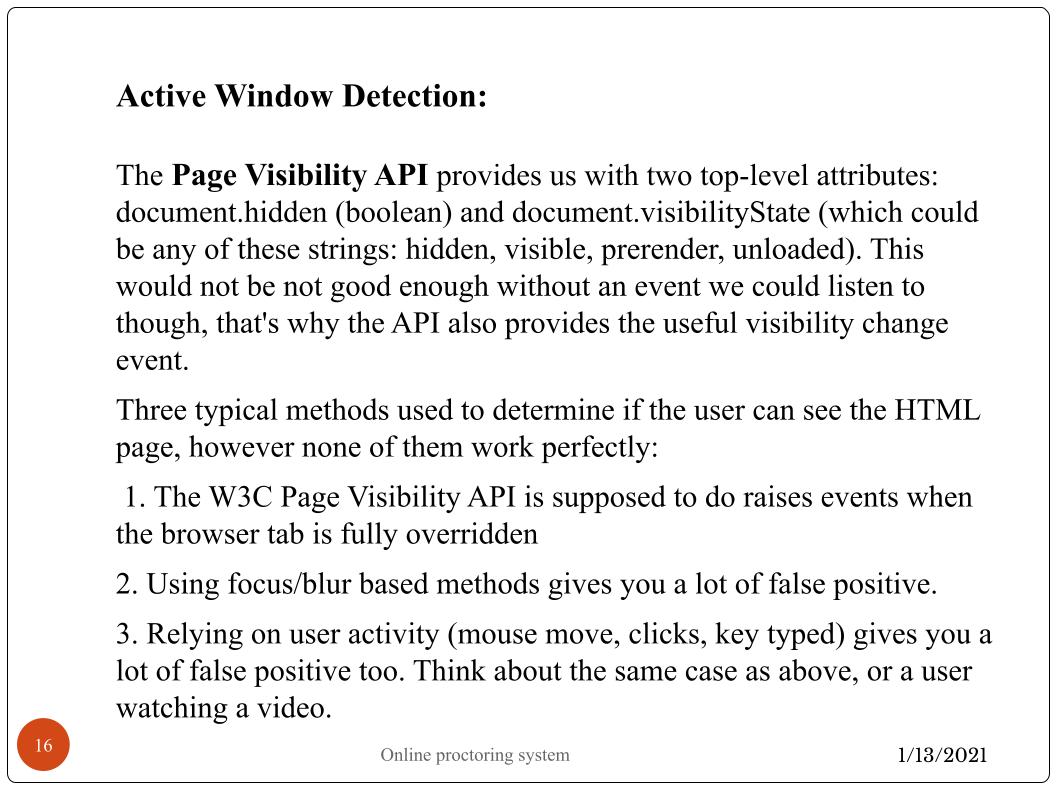 Active Window Detection:
The Page Visibility API provides us with two top-level attributes:
document.hidden (boolean) and document.visibilityState (which could
be any of these strings: hidden, visible, prerender, unloaded). This
would not be not good enough without an event we could listen to
though, that's why the API also provides the useful visibility change
event.
Three typical methods used to determine if the user can see the HTML
page, however none of them work perfectly:
1. The W3C Page Visibility API is supposed to do raises events when
the browser tab is fully overridden
2. Using focus/blur based methods gives you a lot of false positive.
3. Relying on user activity (mouse move, clicks, key typed) gives you a
lot of false positive too. Think about the same case as above, or a user
watching a video.
16
Online proctoring system
1/13/2021